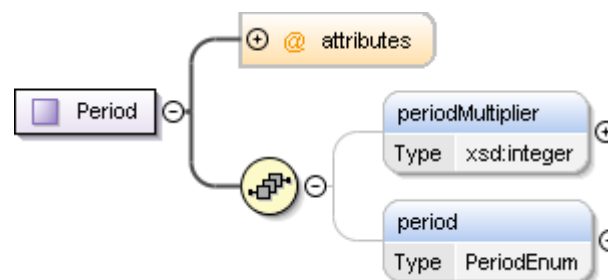 @ attributes
Period
periodMultiplier
Type xsd:integer
period
Type PeriodEnum